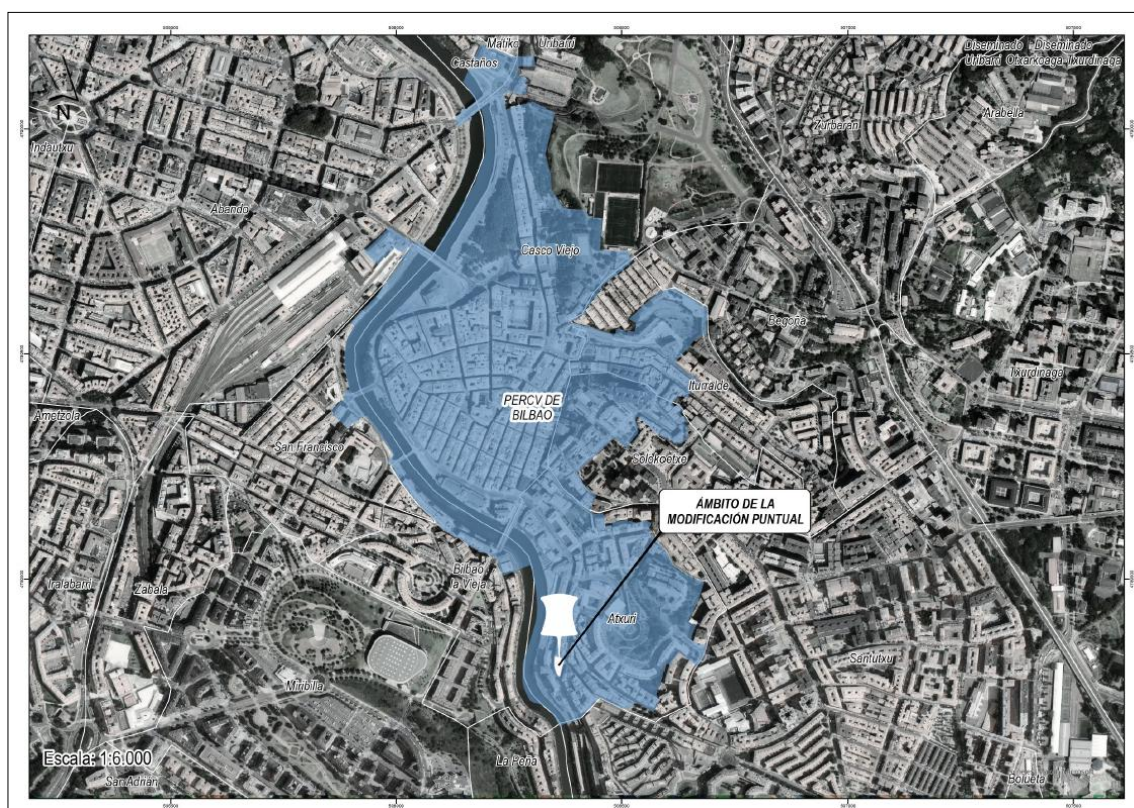 Matiko
Uribarri
Castaños
Diseminado Diseminado
Uribarri Otxarkoaga Txurdinaga
N
Indautxu
Zurbaran
Arabella
Abando
Casco Viejo
Begoña
Txurdinaga
Iturralde
Ametzola
PERCV DE
BILBAO
San Francisco
Solokoetxe
ÁMBITO DE LA
MODIFICACIÓN PUNTUAL
Bilbao
la Vieja
Iralabarri
Zabala
Atxuri
Santutxu
Miribilla
Escala: 1:6.000
La Peña
San Adrián
Bolueta